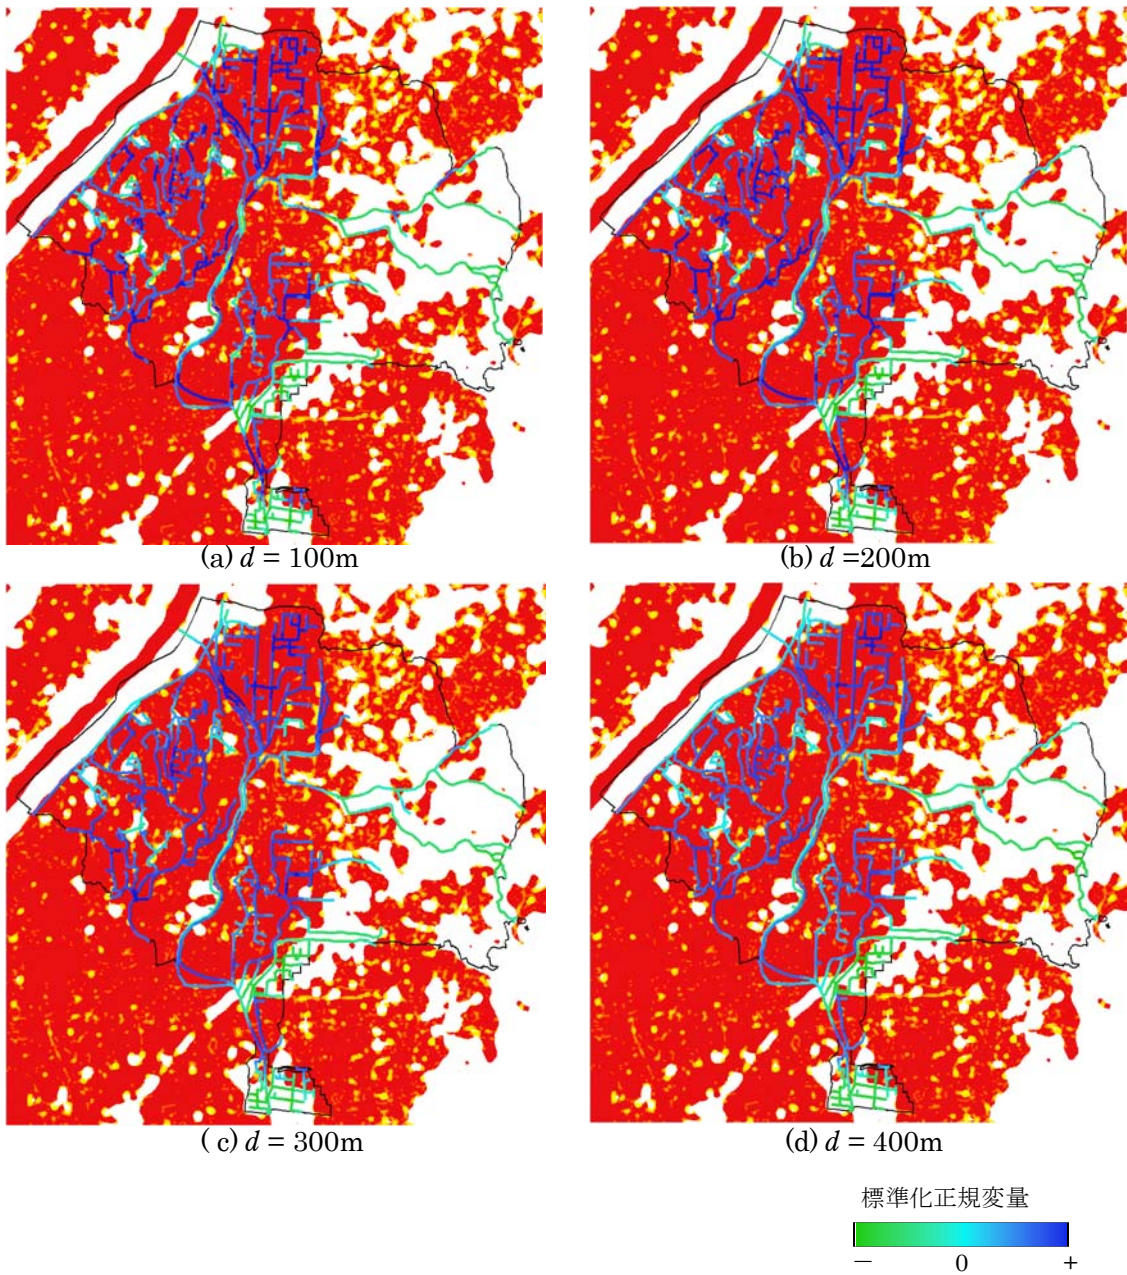 (a) d = 100m
(b) d =200m
( c) d = 300m
(d) d = 400m
標準化正規変量
－ 0 +